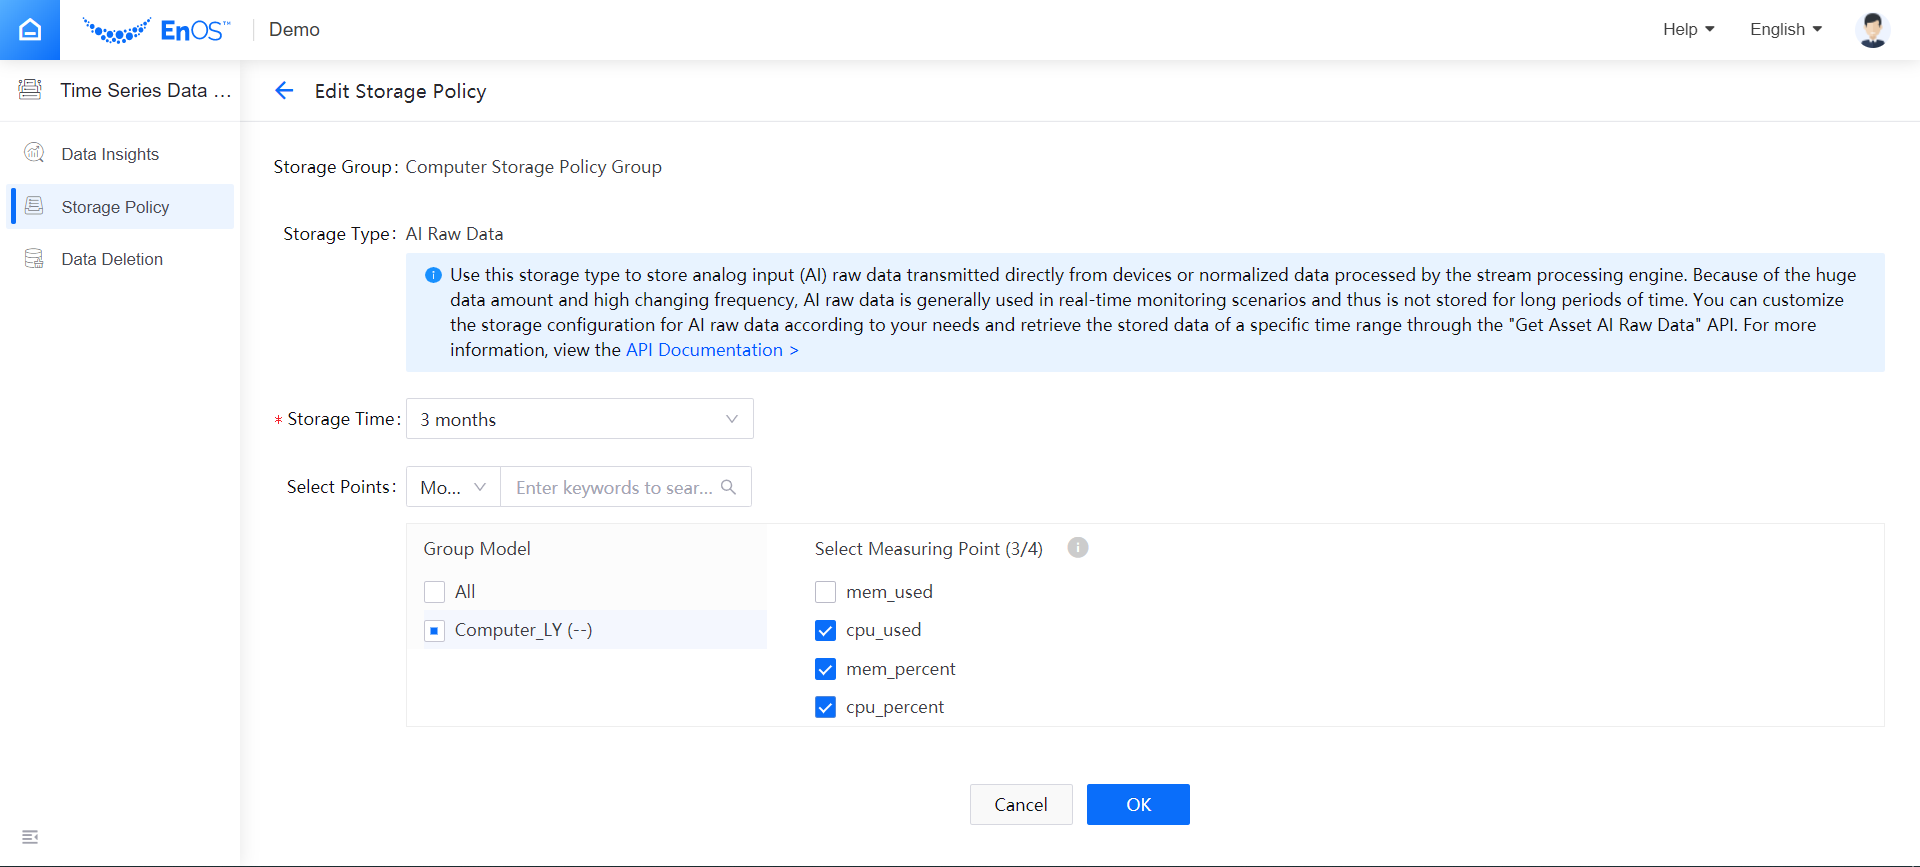 EnOS™
Demo
Help
English
Time Series Data ...
Edit Storage Policy
Data Insights
Storage Policy
Data Deletion
Storage Group: Computer Storage Policy Group
Storage Type: AI Raw Data
Use this storage type to store analog input (AI) raw data transmitted directly from devices or normalized data processed by the stream processing engine. Because of the huge
data amount and high changing frequency, AI raw data is generally used in real-time monitoring scenarios and thus is not stored for long periods of time. You can customize
the storage configuration for AI raw data according to your needs and retrieve the stored data of a specific time range through the "Get Asset AI Raw Data" API. For more
information, view the API Documentation >
* Storage Time: 3 months
Select Points: Mo... Enter keywords to sear...
Group Model
All
Computer_LY (--)
Select Measuring Point (3/4)
mem_used
cpu_used
mem_percent
cpu_percent
Cancel
OK